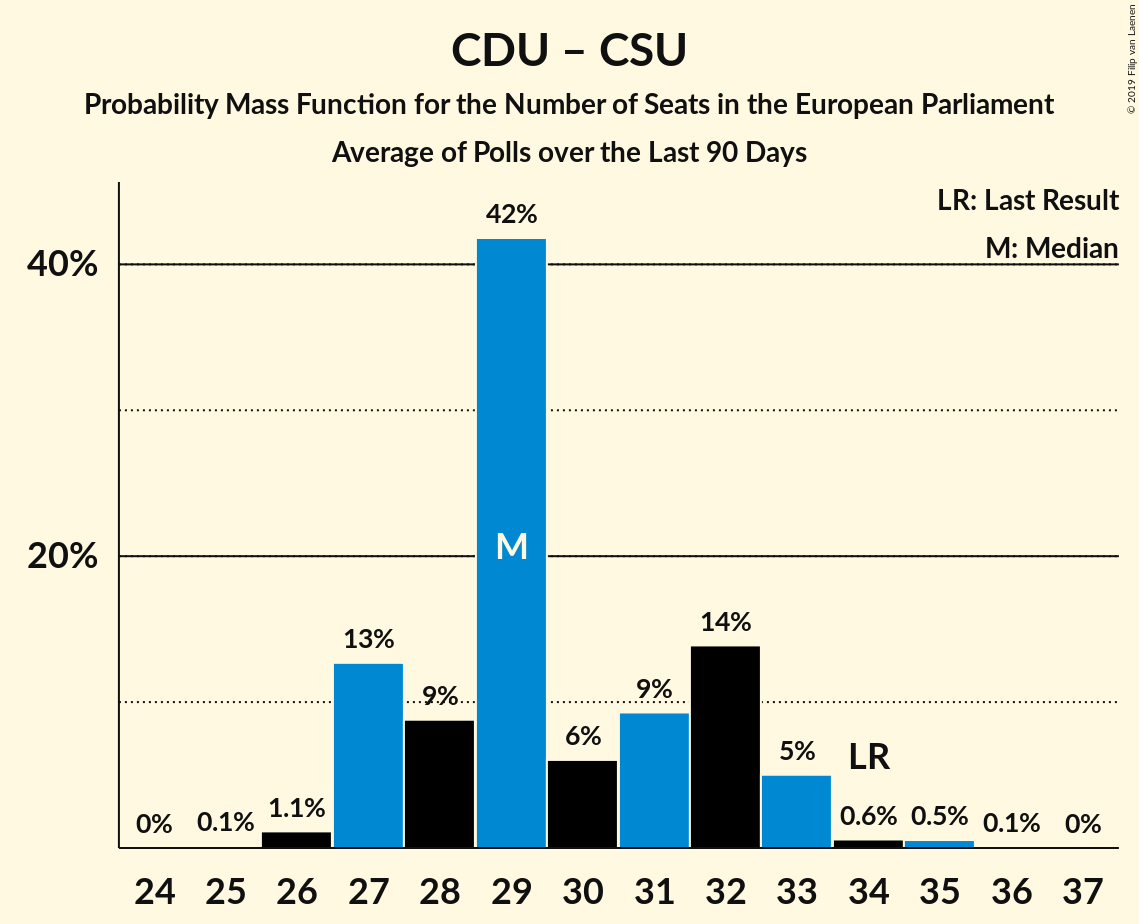 CDU – CSU
Probability Mass Function for the Number of Seats in the European Parliament
Average of Polls over the Last 90 Days
© 2019 Filip van Laenen
LR: Last Result
M: Median
40%
20%
0%
0.1%
1.1%
13%
9%
42%
M
6%
9%
14%
5%
LR
0.6%
0.5%
0.1%
0%
24 25 26 27 28 29 30 31 32 33 34 35 36 37